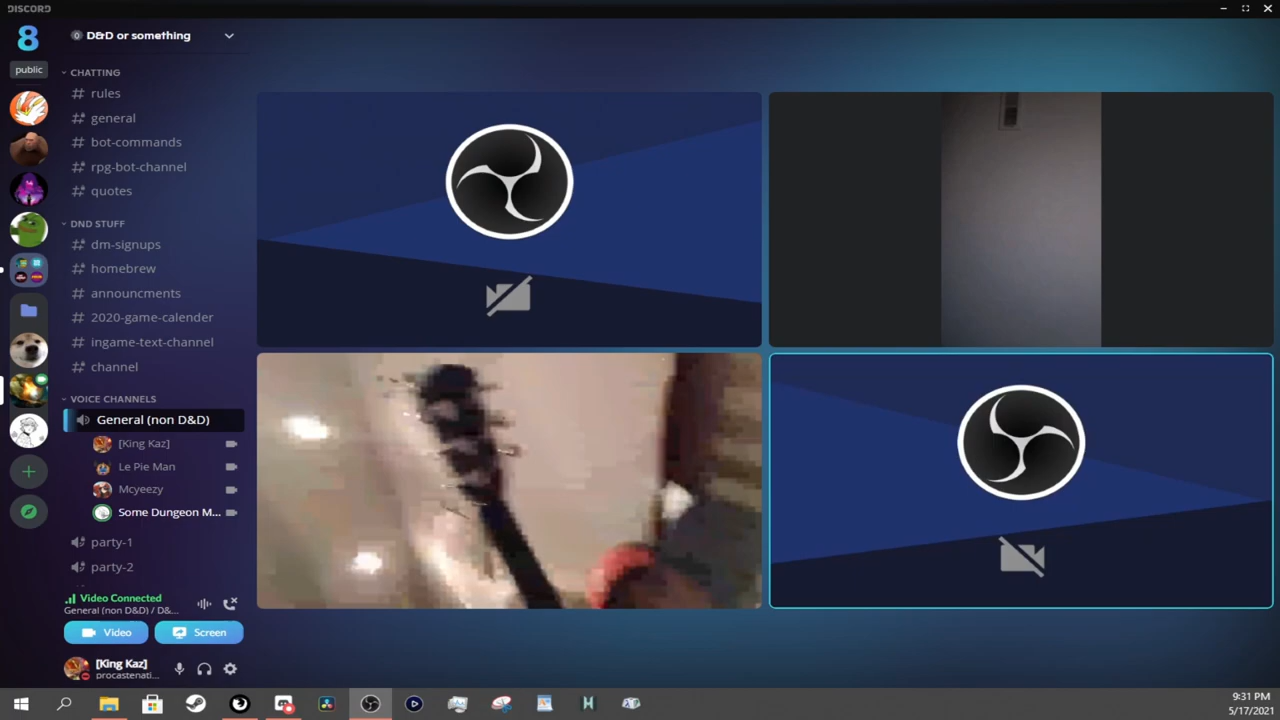 DISCORD
8
public
D&D or something
CHATTING
rules
general
bot-commands
rpg-bot-channel
quotes
DND STUFF
dm-signups
homebrew
announcments
2020-game-calender
ingame-text-channel
channel
VOICE CHANNELS
General (non D&D)
[King Kaz]
Le Pie Man
Mcyeezy
Some Dungeon M...
party-1
party-2
Video Connected
General (non D&D) / D&...
Video
Screen
[King Kaz]
procastenati...
9:31 PM
5/17/2021